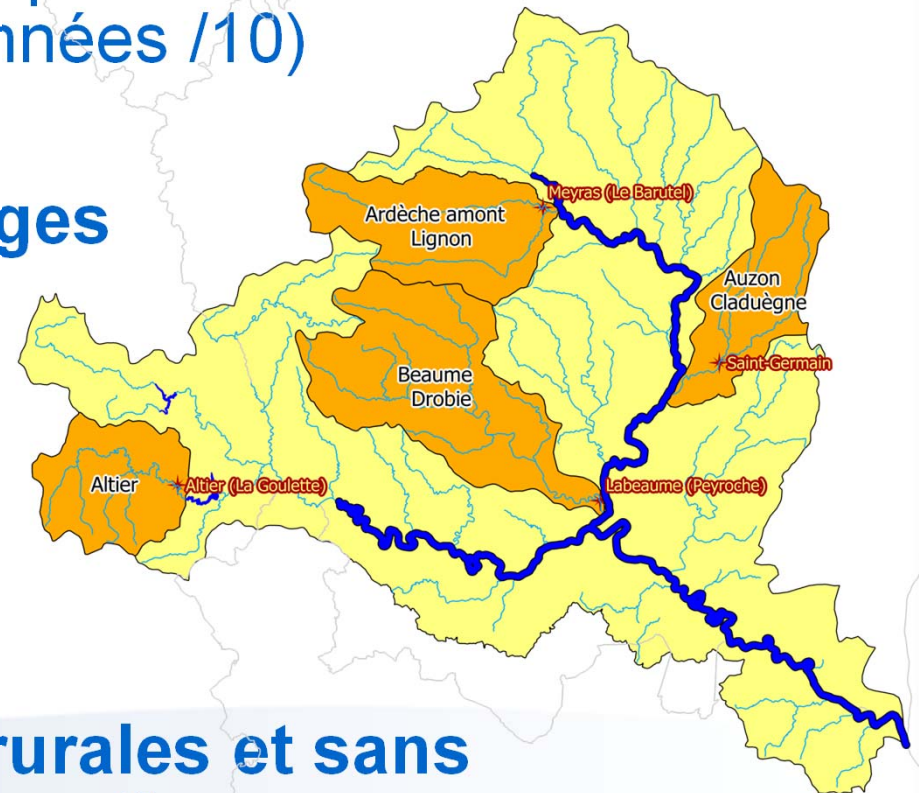 nnées /10)
ges
Meyras (Le Barutel)
Ardèche amont
Lignon
Auzon
Claduègne
Saint-Germain
Beaume
Drobie
Altier
Altier (La Goulette)
Labeaume (Peyroche)
rurales et sans